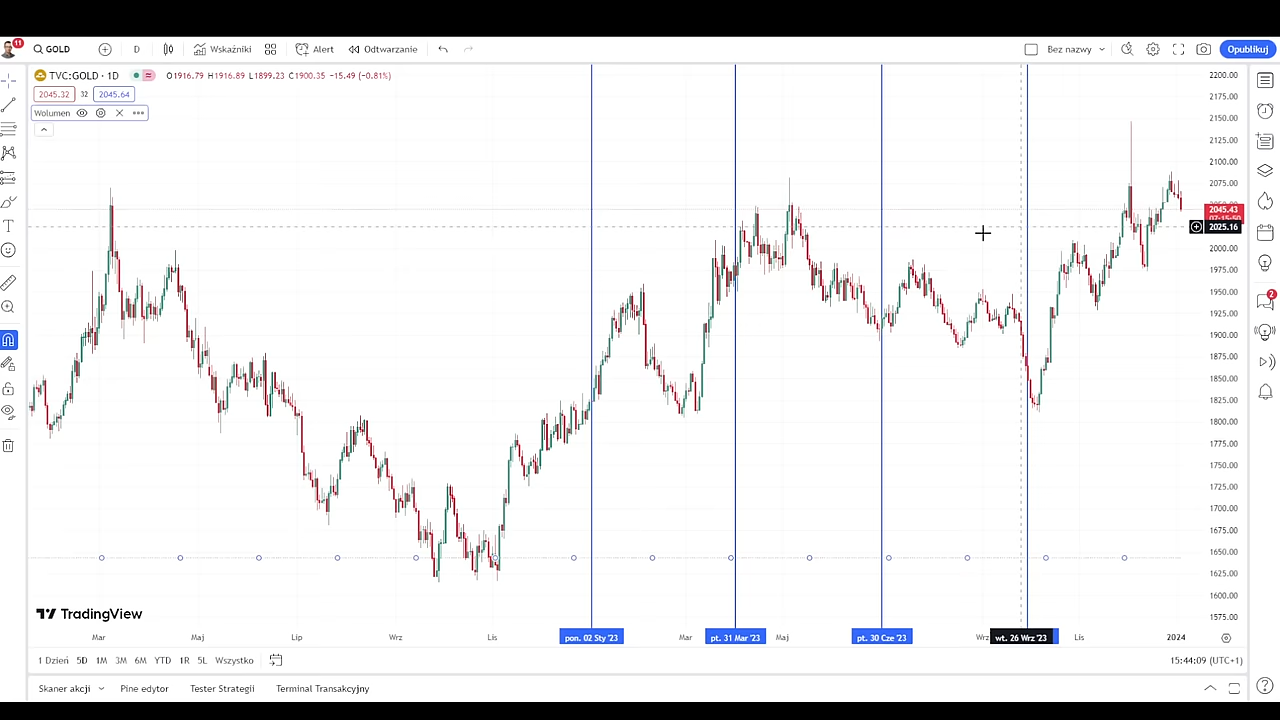 11
GOLD
D
Wskaźniki
Alert
Odtwarzanie
Bez nazwy
Opublikuj
TVC:GOLD · 1D
O1916.79 H1916.89 L1899.23 C1900.35 −15.49 (−0.81%)
2045.32 32 2045.64
Wolumen
2200.00
2175.00
2150.00
2125.00
2100.00
2075.00
2045.43
2025.16
2000.00
1975.00
1950.00
1925.00
1900.00
1875.00
1850.00
1825.00
1800.00
1775.00
1750.00
1725.00
1700.00
1675.00
1650.00
1625.00
1600.00
1575.00
2
TradingView
Mar Maj Lip Wrz Lis pon. 02 Sty '23 Mar pt. 31 Mar '23 Maj pt. 30 Cze '23 Wrz wt. 26 Wrz '23 Lis 2024
1 Dzień 5D 1M 3M 6M YTD 1R 5L Wszystko
15:44:09 (UTC+1)
Skaner akcji Pine edytor Tester Strategii Terminal Transakcyjny